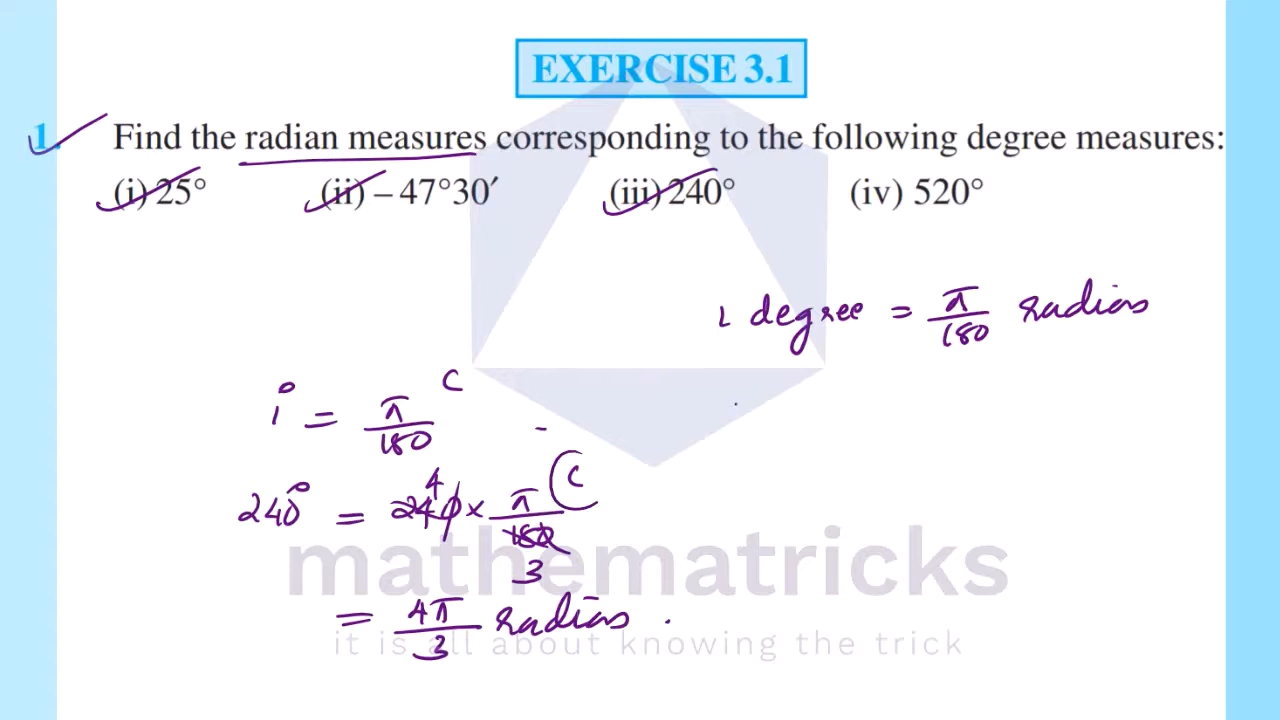 EXERCISE 3.1
1. Find the radian measures corresponding to the following degree measures:
(i) 25° (ii) – 47°30′ (iii) 240° (iv) 520°
1 degree = π/180 radians
1° = π/180 ᶜ
240° = 240 4 × π/180 3 ᶜ
= 4π/3 radians.
mathematricks
it is all about knowing the trick